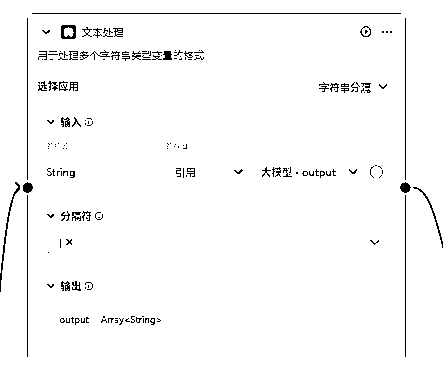 文本处理
用于处理多个字符串类型变量的格式
选择应用 字符串分隔
输入
String 引用 大模型 · output
分隔符
输出
output Array<String>